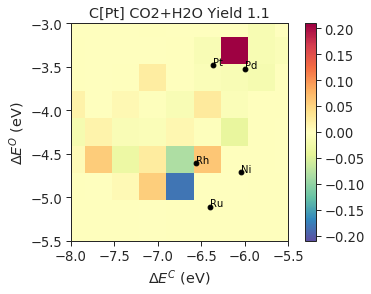 C[Pt] CO2+H2O Yield 1.1
−3.0
−3.5
−4.0
−4.5
−5.0
−5.5
ΔE^O (eV)
Pt
Pd
Rh
Ni
Ru
−8.0 −7.5 −7.0 −6.5 −6.0 −5.5
ΔE^C (eV)
0.20
0.15
0.10
0.05
0.00
−0.05
−0.10
−0.15
−0.20